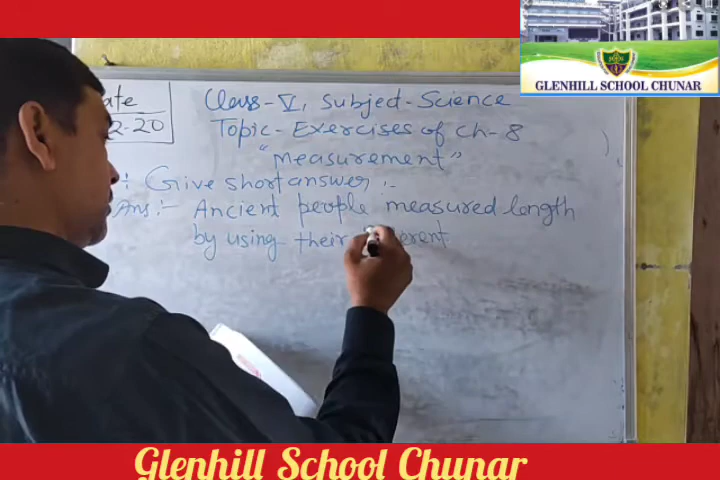 GLENHILL SCHOOL CHUNAR
ate
2-20
Class-V, Subject-Science
Topic-Exercises of Ch-8
"Measurement"
: Give short answer :-
Ans :- Ancient people measured length
by using their erent
Glenhill School Chunar